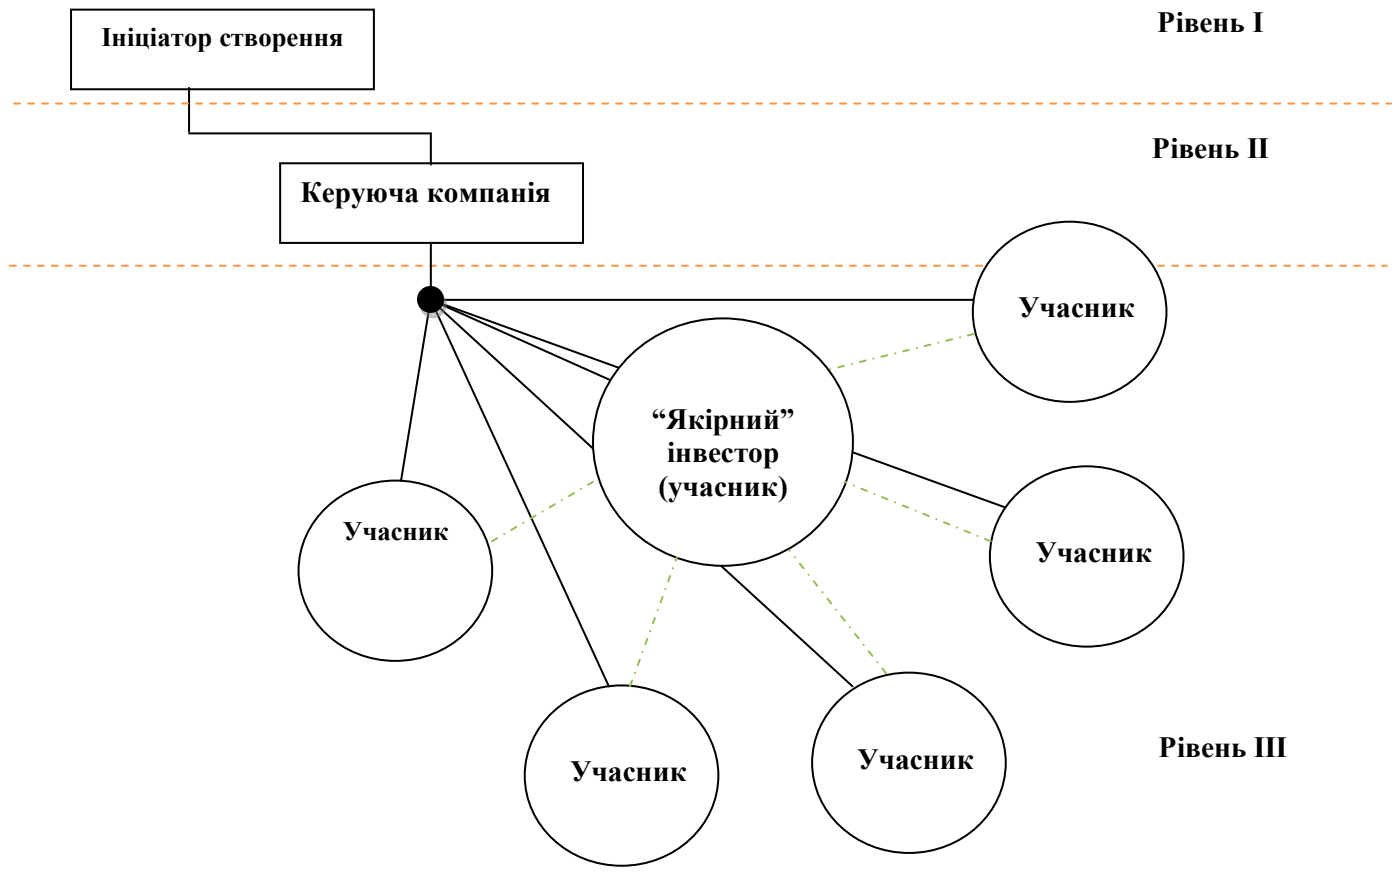 Рівень I
Ініціатор створення
Рівень II
Керуюча компанія
Учасник
“Якірний”
інвестор
(учасник)
Учасник
Учасник
Учасник
Учасник
Рівень III